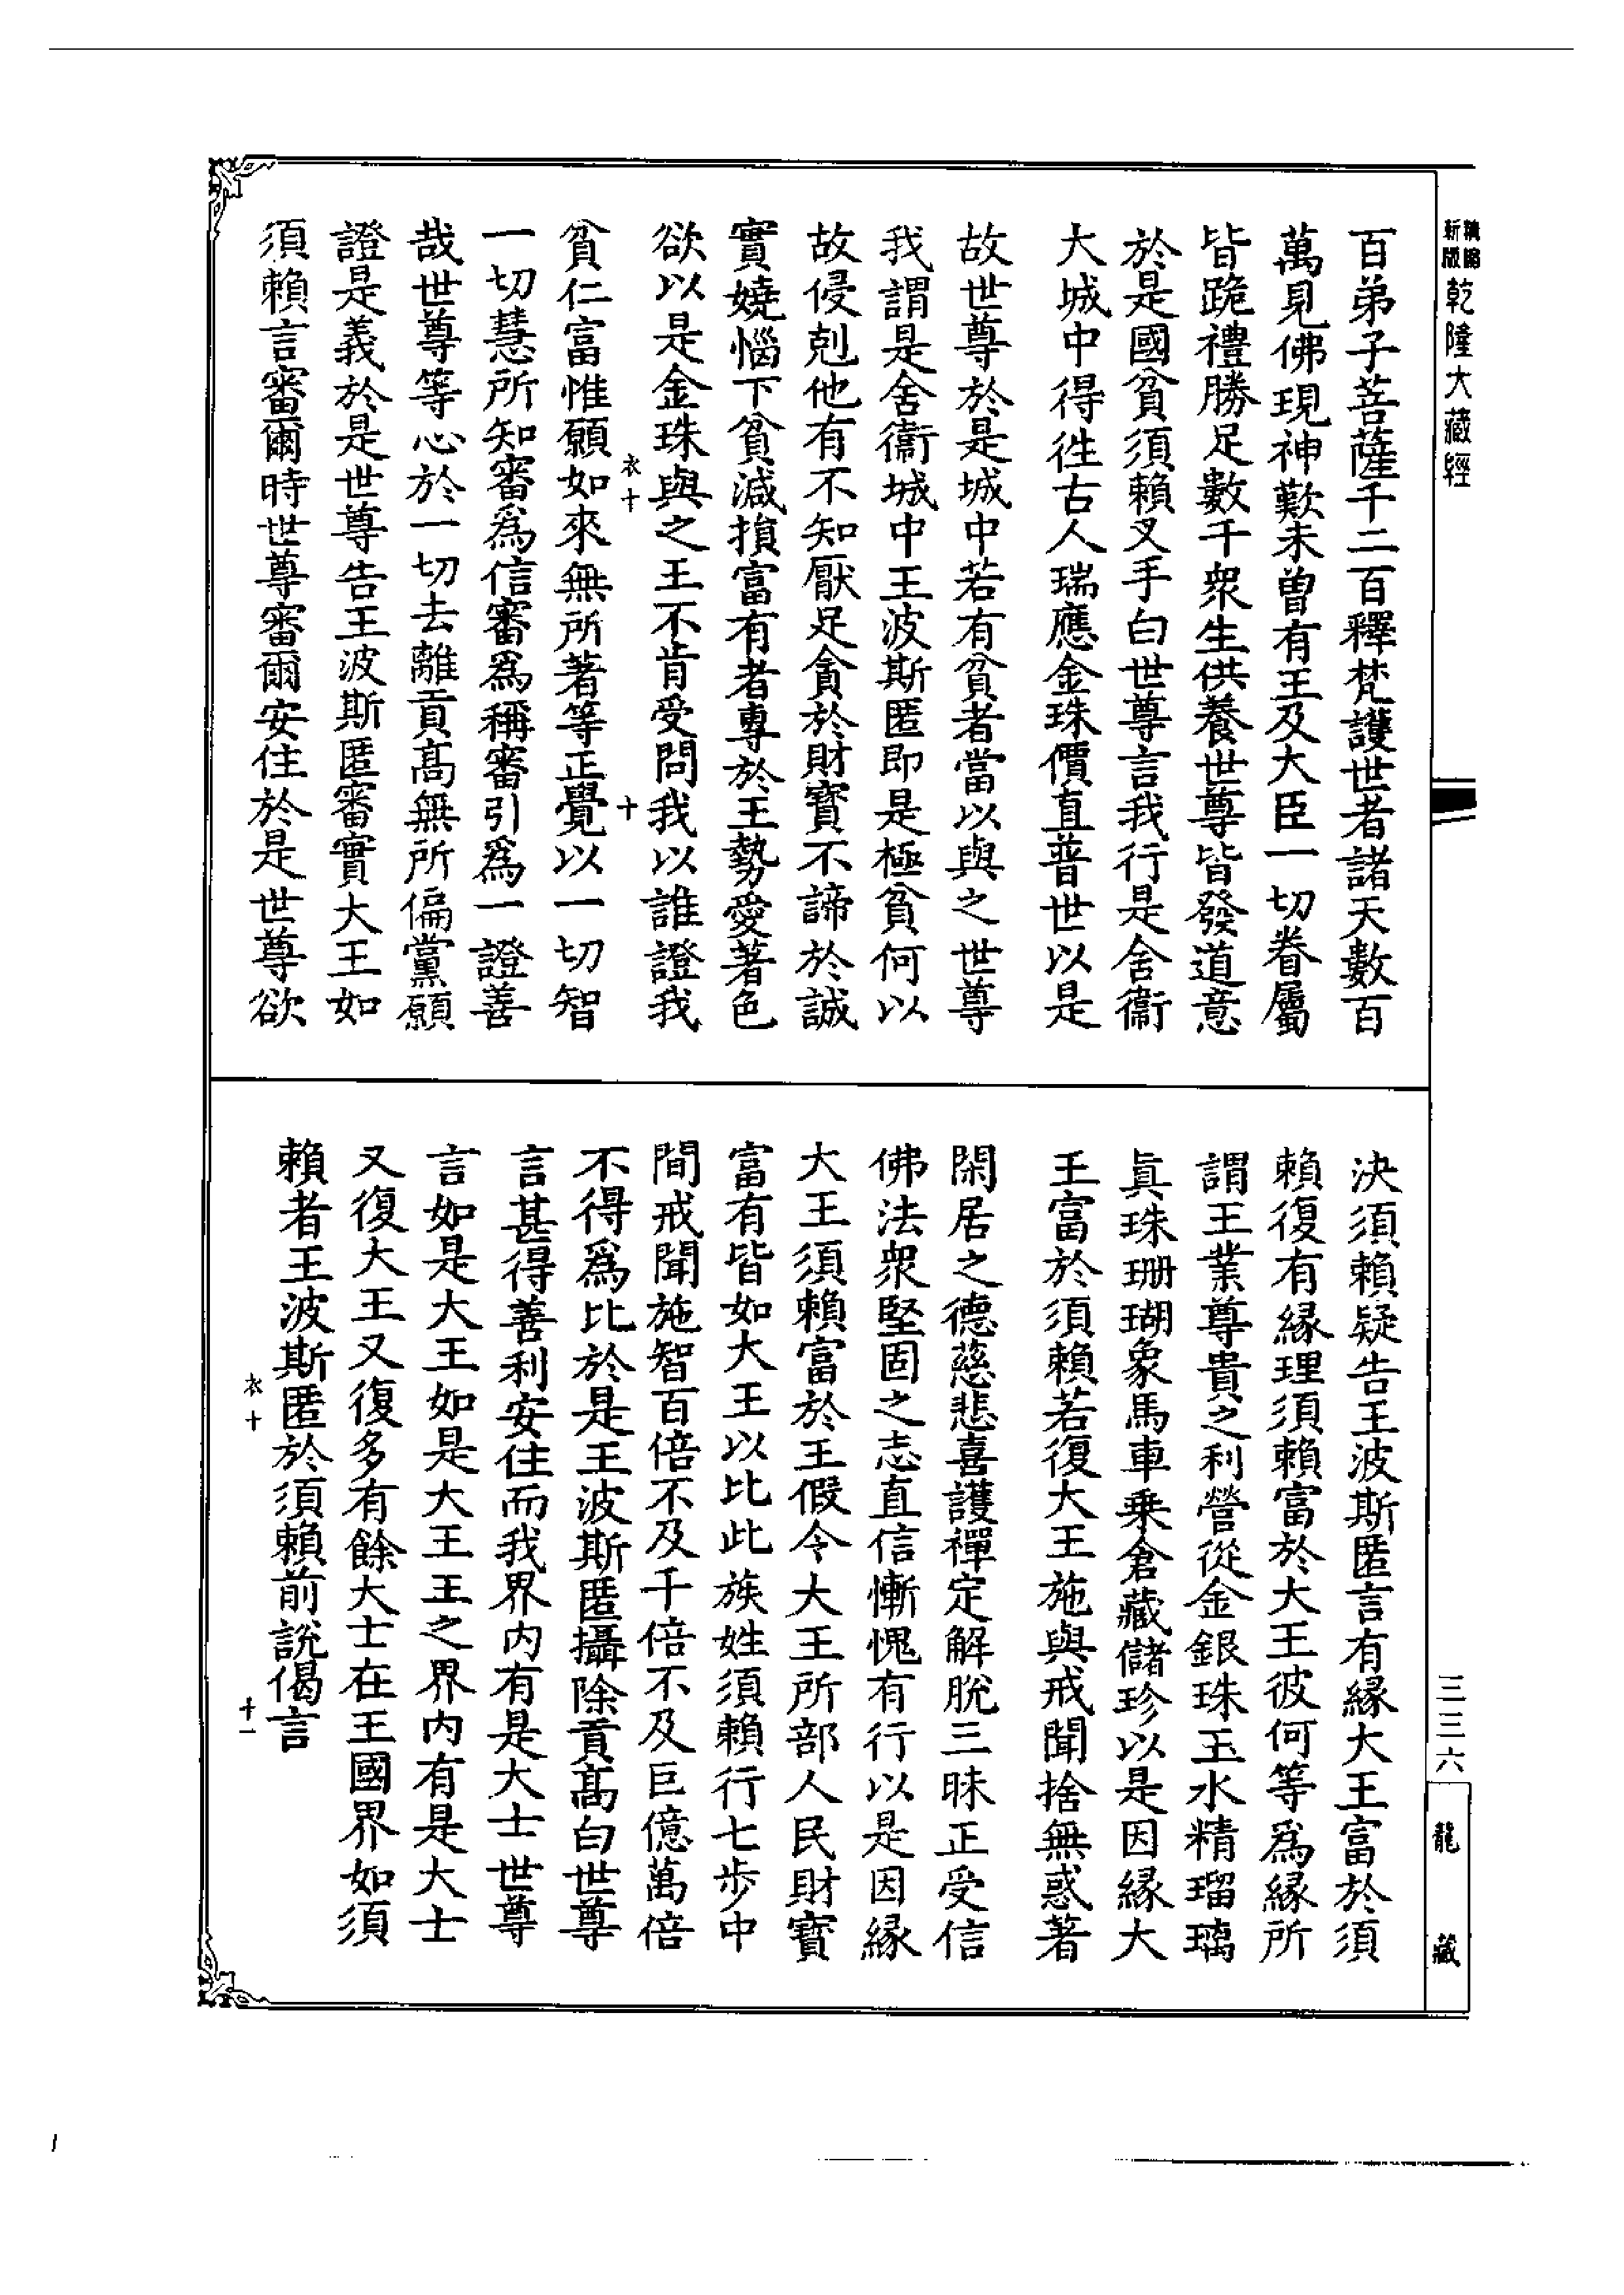 新版 精縮 乾隆大藏經
百弟子菩薩千二百釋梵護世者諸天數百
萬見佛現神歎未曾有王及大臣一切眷屬
皆跪禮勝足數千衆生供養世尊皆發道意
於是國貧須賴叉手白世尊言我行是舍衞
大城中得徃古人瑞應金珠價直普世以是
故世尊於是城中若有貧者當以與之世尊
我謂是舍衞城中王波斯匿即是極貧何以
故侵剋他有不知厭足貪於財寳不諦於誠
實嬈惱下貧減損富有者專於王勢愛著色
欲以是金珠與之王不肯受問我以誰證我
衣十
十
貧仁富惟願如來無所著等正覺以一切智
一切慧所知審爲信審爲稱審引爲一證善
哉世尊等心於一切去離貢高無所偏黨願
證是義於是世尊告王波斯匿審實大王如
須賴言審爾時世尊審爾安住於是世尊欲
決須賴疑告王波斯匿言有緣大王富於須
賴復有緣理須賴富於大王彼何等爲緣所
謂王業尊貴之利營從金銀珠玉水精瑠璃
眞珠珊瑚象馬車乗倉藏儲珍以是因緣大
王富於須賴若復大王施與戒聞捨無惑著
閑居之德慈悲喜護禪定解脫三昧正受信
佛法衆堅固之志直信慚愧有行以是因緣
大王須賴富於王假令大王所部人民財寳
富有皆如大王以比此族姓須賴行七步中
間戒聞施智百倍不及千倍不及巨億萬倍
不得爲比於是王波斯匿攝除貢高白世尊
言甚得善利安住而我界内有是大士世尊
言如是大王如是大王王之界内有是大士
又復大王又復多有餘大士在王國界如須
賴者王波斯匿於須賴前說偈言
衣十
十一
三三六
龍藏